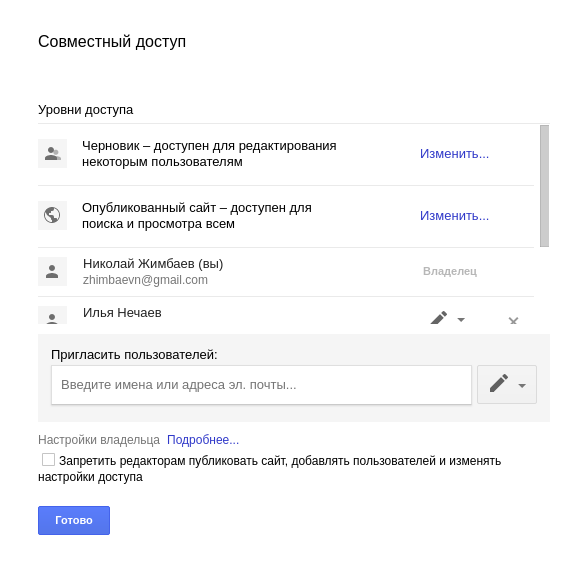 Совместный доступ
Уровни доступа
Черновик – доступен для редактирования
некоторым пользователям
Изменить...
Опубликованный сайт – доступен для
поиска и просмотра всем
Изменить...
Николай Жимбаев (вы)
zhimbaevn@gmail.com
Владелец
Илья Нечаев
Пригласить пользователей:
Введите имена или адреса эл. почты...
Настройки владельца Подробнее...
Запретить редакторам публиковать сайт, добавлять пользователей и изменять
настройки доступа
Готово